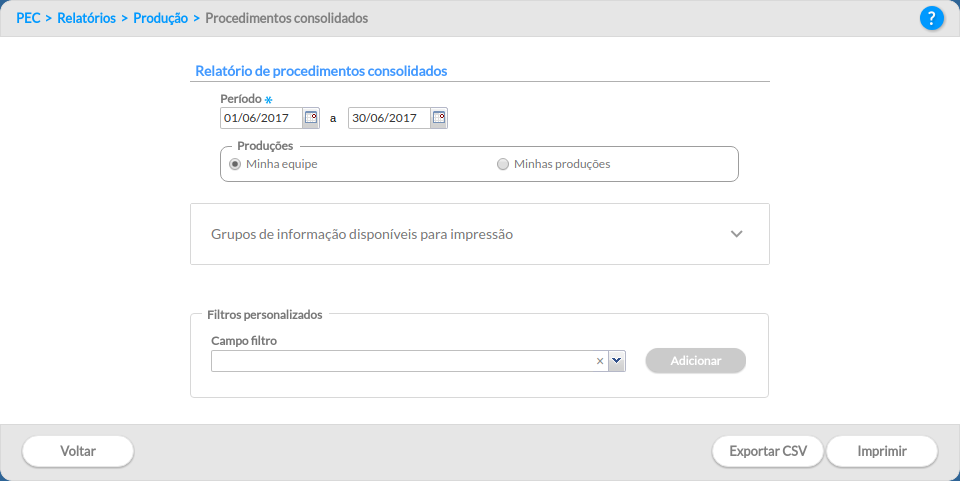 PEC > Relatórios > Produção > Procedimentos consolidados
?
Relatório de procedimentos consolidados
Período *
01/06/2017 a 30/06/2017
Produções
Minha equipe Minhas produções
Grupos de informação disponíveis para impressão
Filtros personalizados
Campo filtro
× Adicionar
Voltar Exportar CSV Imprimir